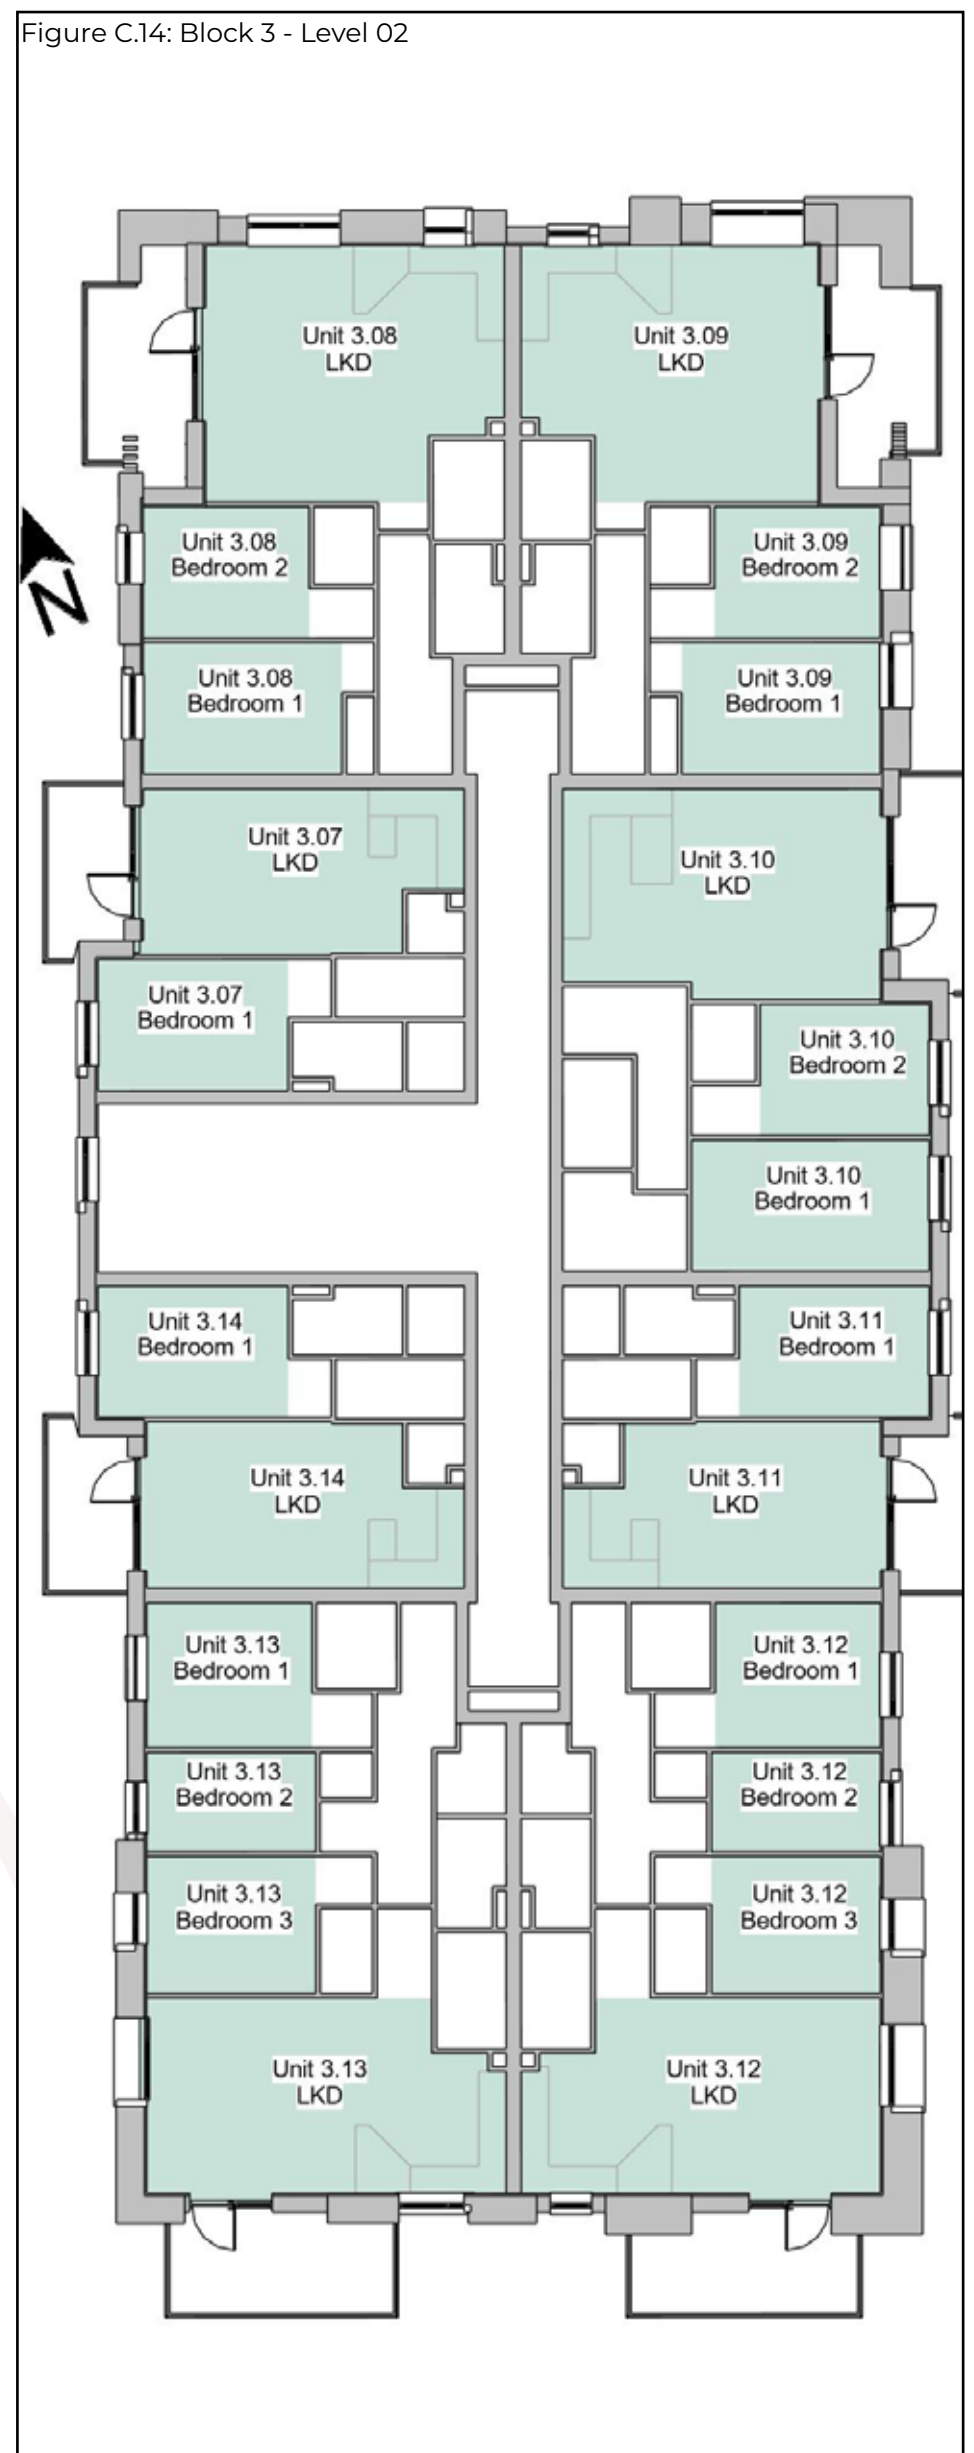 Figure C.14: Block 3 - Level 02
Unit 3.08
LKD
Unit 3.09
LKD
Unit 3.08
Bedroom 2
Unit 3.09
Bedroom 2
N
Unit 3.08
Bedroom 1
Unit 3.09
Bedroom 1
Unit 3.07
LKD
Unit 3.10
LKD
Unit 3.07
Bedroom 1
Unit 3.10
Bedroom 2
Unit 3.10
Bedroom 1
Unit 3.14
Bedroom 1
Unit 3.11
Bedroom 1
Unit 3.14
LKD
Unit 3.11
LKD
Unit 3.13
Bedroom 1
Unit 3.12
Bedroom 1
Unit 3.13
Bedroom 2
Unit 3.12
Bedroom 2
Unit 3.13
Bedroom 3
Unit 3.12
Bedroom 3
Unit 3.13
LKD
Unit 3.12
LKD